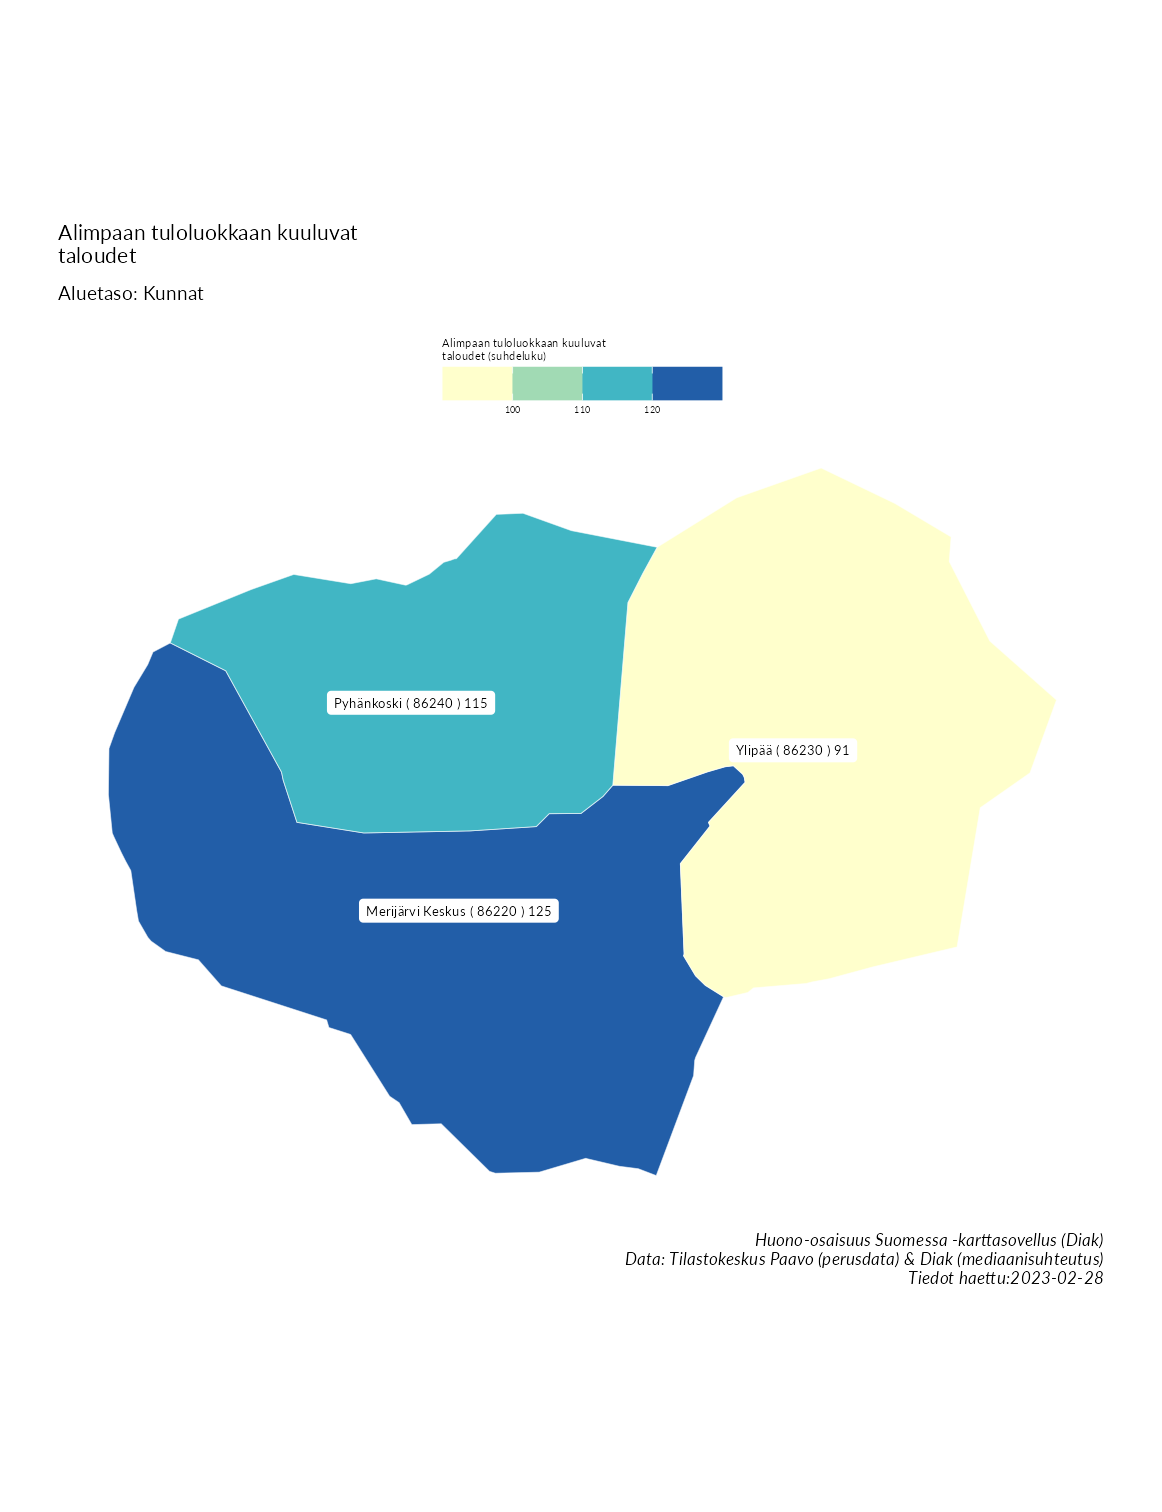 Alimpaan tuloluokkaan kuuluvat
taloudet
Aluetaso: Kunnat
Alimpaan tuloluokkaan kuuluvat
taloudet (suhdeluku)
100 110 120
Pyhänkoski ( 86240 ) 115
Ylipää ( 86230 ) 91
Merijärvi Keskus ( 86220 ) 125
Huono-osaisuus Suomessa -karttasovellus (Diak)
Data: Tilastokeskus Paavo (perusdata) & Diak (mediaanisuhteutus)
Tiedot haettu:2023-02-28